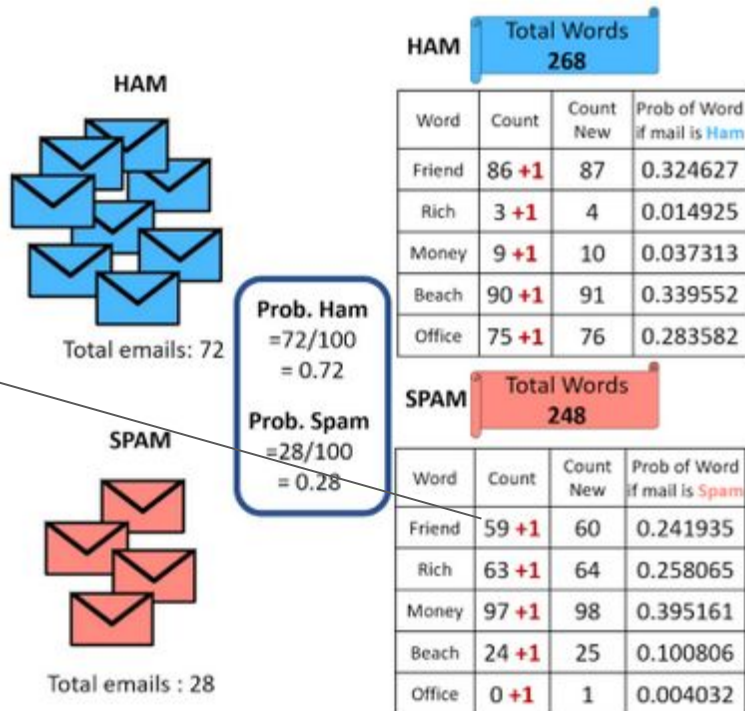 HAM
Total emails: 72
Prob. Ham
=72/100
= 0.72
Prob. Spam
=28/100
= 0.28
SPAM
Total emails : 28
HAM
Total Words
268
Word Count Count New Prob of Word if mail is Ham
Friend 86 +1 87 0.324627
Rich 3 +1 4 0.014925
Money 9 +1 10 0.037313
Beach 90 +1 91 0.339552
Office 75 +1 76 0.283582
SPAM
Total Words
248
Word Count Count New Prob of Word if mail is Spam
Friend 59 +1 60 0.241935
Rich 63 +1 64 0.258065
Money 97 +1 98 0.395161
Beach 24 +1 25 0.100806
Office 0 +1 1 0.004032